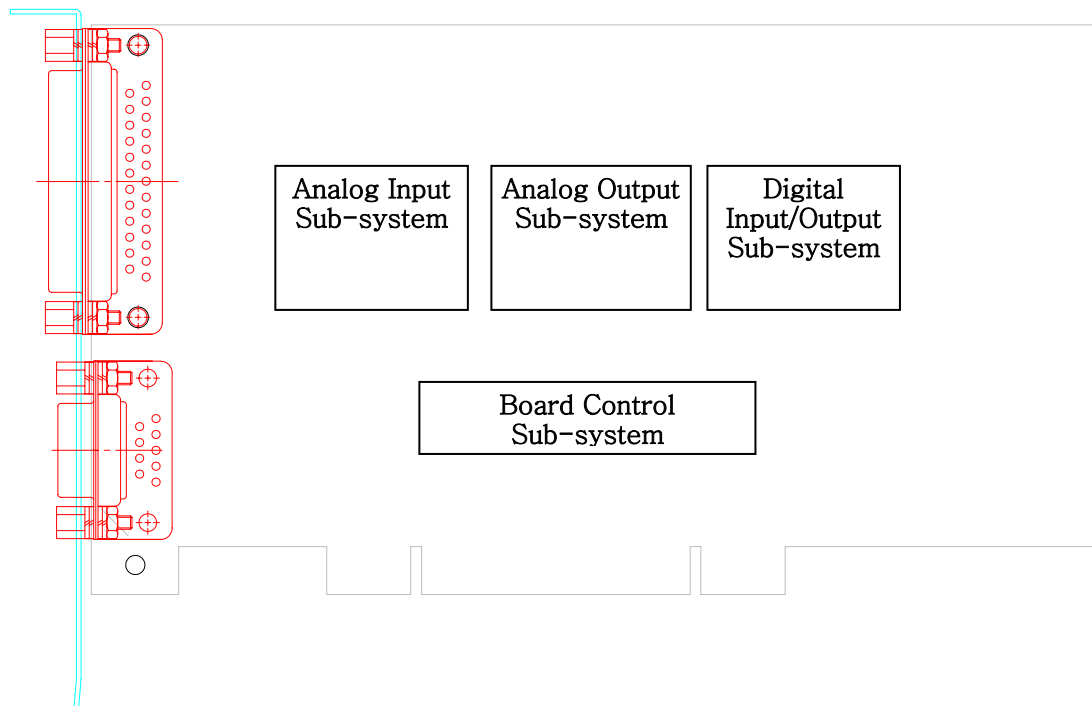 Analog Input
Sub-system
Analog Output
Sub-system
Digital
Input/Output
Sub-system
Board Control
Sub-system